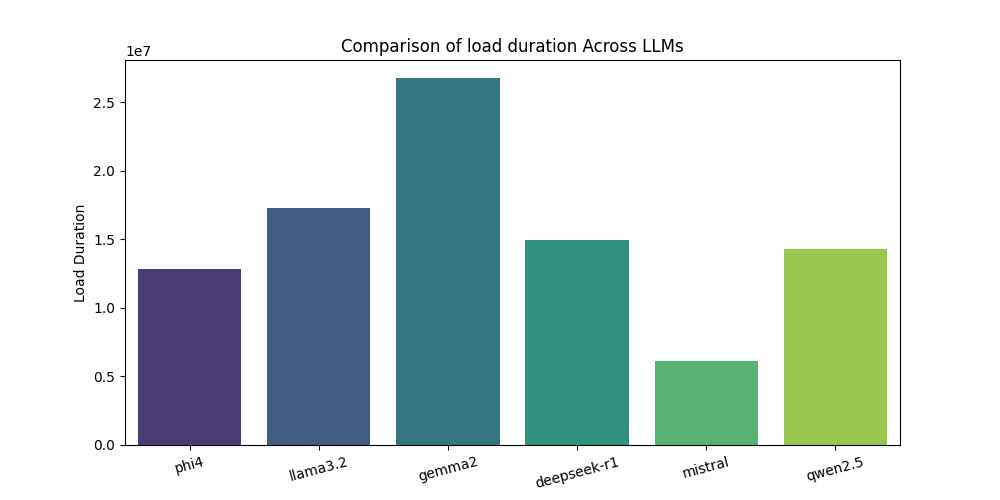 Comparison of load duration Across LLMs
1e7
Load Duration
2.5
2.0
1.5
1.0
0.5
0.0
phi4
llama3.2
gemma2
deepseek-r1
mistral
qwen2.5